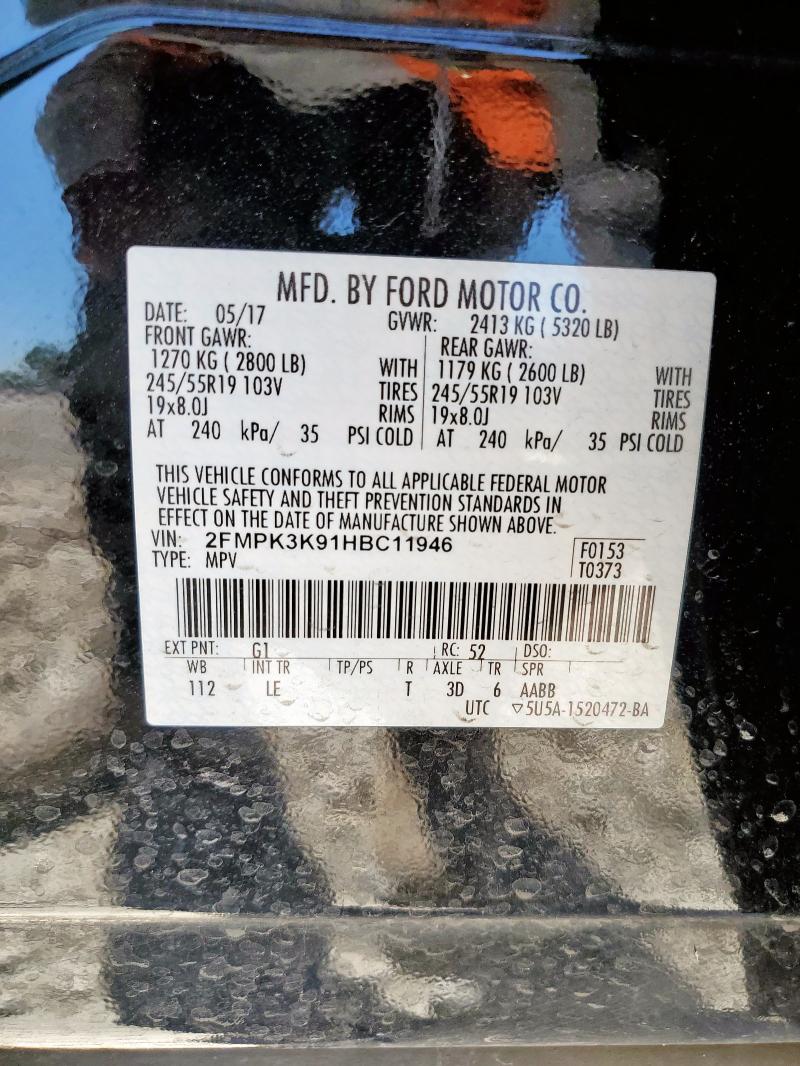 MFD. BY FORD MOTOR CO.
DATE: 05/17 GVWR: 2413 KG ( 5320 LB)
FRONT GAWR: REAR GAWR:
1270 KG ( 2800 LB) WITH 1179 KG ( 2600 LB) WITH
245/55R19 103V TIRES 245/55R19 103V TIRES
19x8.0J RIMS 19x8.0J RIMS
AT 240 kPa/ 35 PSI COLD AT 240 kPa/ 35 PSI COLD
THIS VEHICLE CONFORMS TO ALL APPLICABLE FEDERAL MOTOR
VEHICLE SAFETY AND THEFT PREVENTION STANDARDS IN
EFFECT ON THE DATE OF MANUFACTURE SHOWN ABOVE.
VIN: 2FMPK3K91HBC11946 F0153
TYPE: MPV T0373
EXT PNT: G1 RC: 52 DSO:
WB INT TR TP/PS R AXLE TR SPR
112 LE T 3D 6 AABB
UTC ▽5U5A-1520472-BA